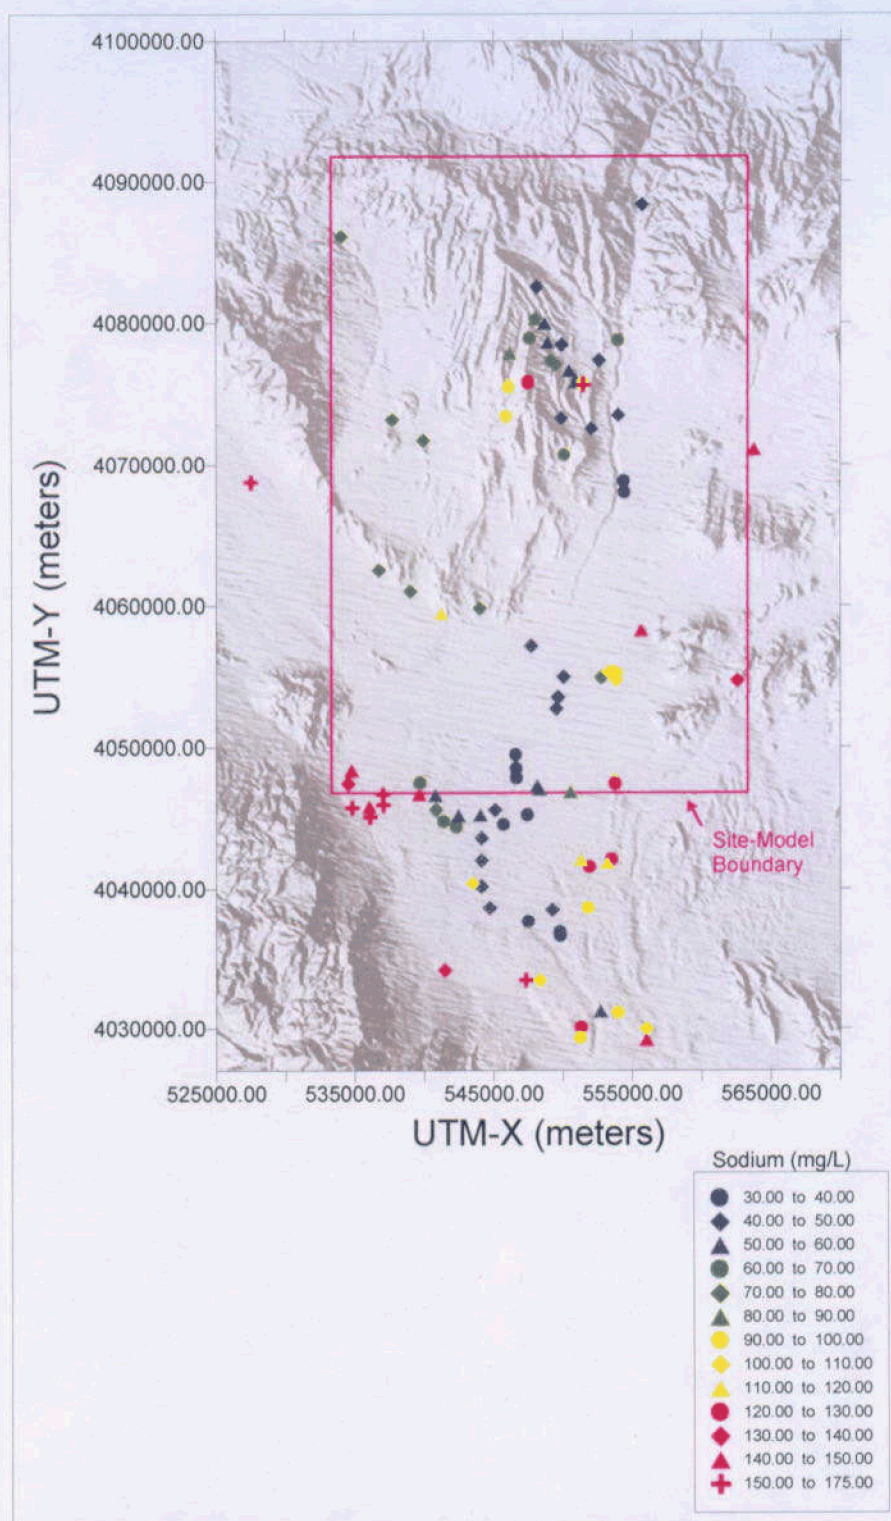 4100000.00
4090000.00
4080000.00
4070000.00
4060000.00
4050000.00
4040000.00
4030000.00
UTM-Y (meters)
Site-Model
Boundary
525000.00 535000.00 545000.00 555000.00 565000.00
UTM-X (meters)
Sodium (mg/L)
30.00 to 40.00
40.00 to 50.00
50.00 to 60.00
60.00 to 70.00
70.00 to 80.00
80.00 to 90.00
90.00 to 100.00
100.00 to 110.00
110.00 to 120.00
120.00 to 130.00
130.00 to 140.00
140.00 to 150.00
150.00 to 175.00